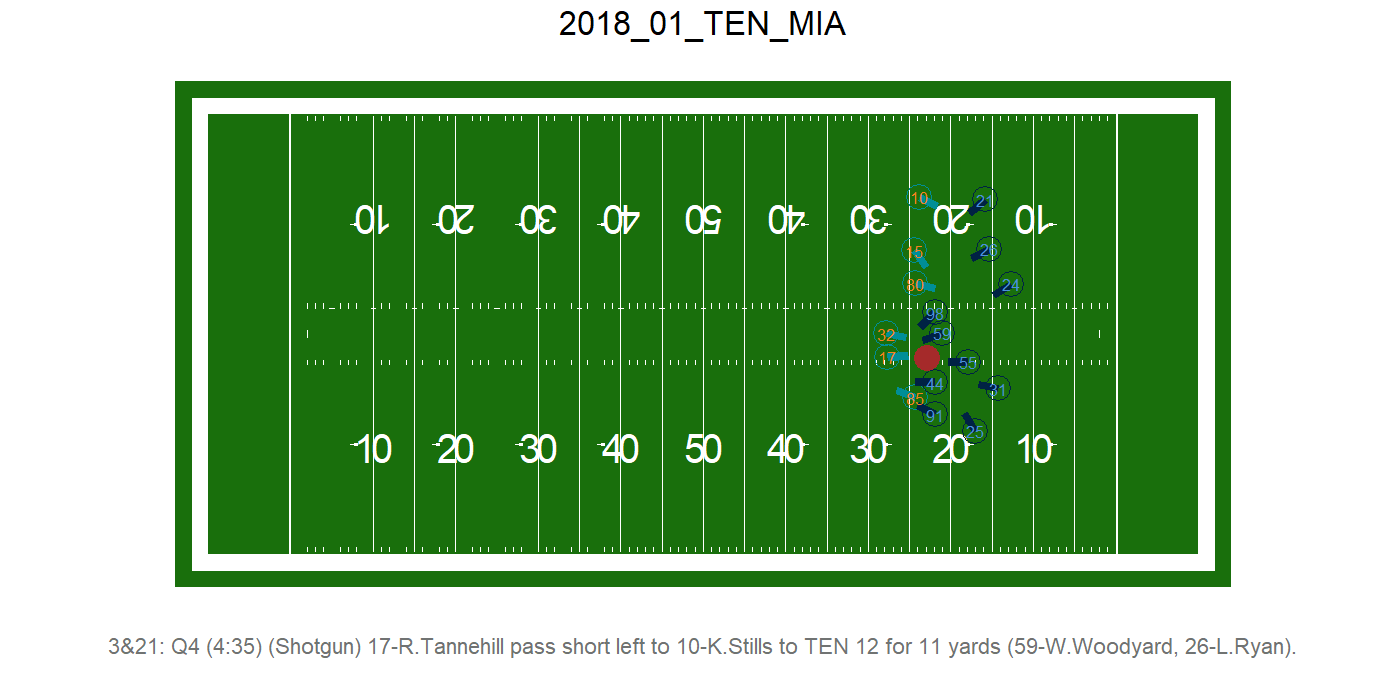 2018_01_TEN_MIA
10 20 30 40 50 40 30 20 10
10 21
15 26
80 24
98
32 59
17 55
44 31
85
91
25
10 20 30 40 50 40 30 20 10
3&21: Q4 (4:35) (Shotgun) 17-R.Tannehill pass short left to 10-K.Stills to TEN 12 for 11 yards (59-W.Woodyard, 26-L.Ryan).